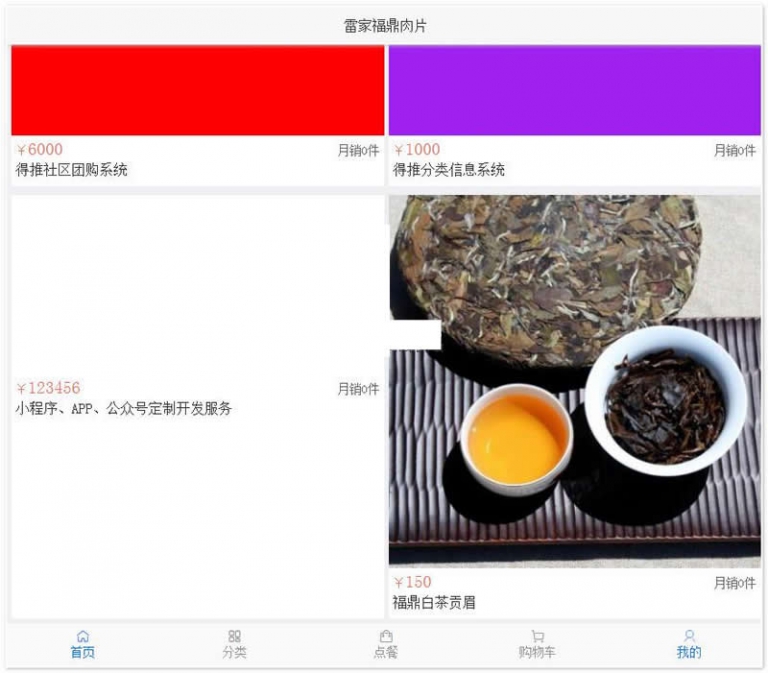 雷家福鼎肉片
￥6000 月销0件
得推社区团购系统
￥1000 月销0件
得推分类信息系统
￥123456 月销0件
小程序、APP、公众号定制开发服务
￥150 月销0件
福鼎白茶贡眉
首页 分类 点餐 购物车 我的